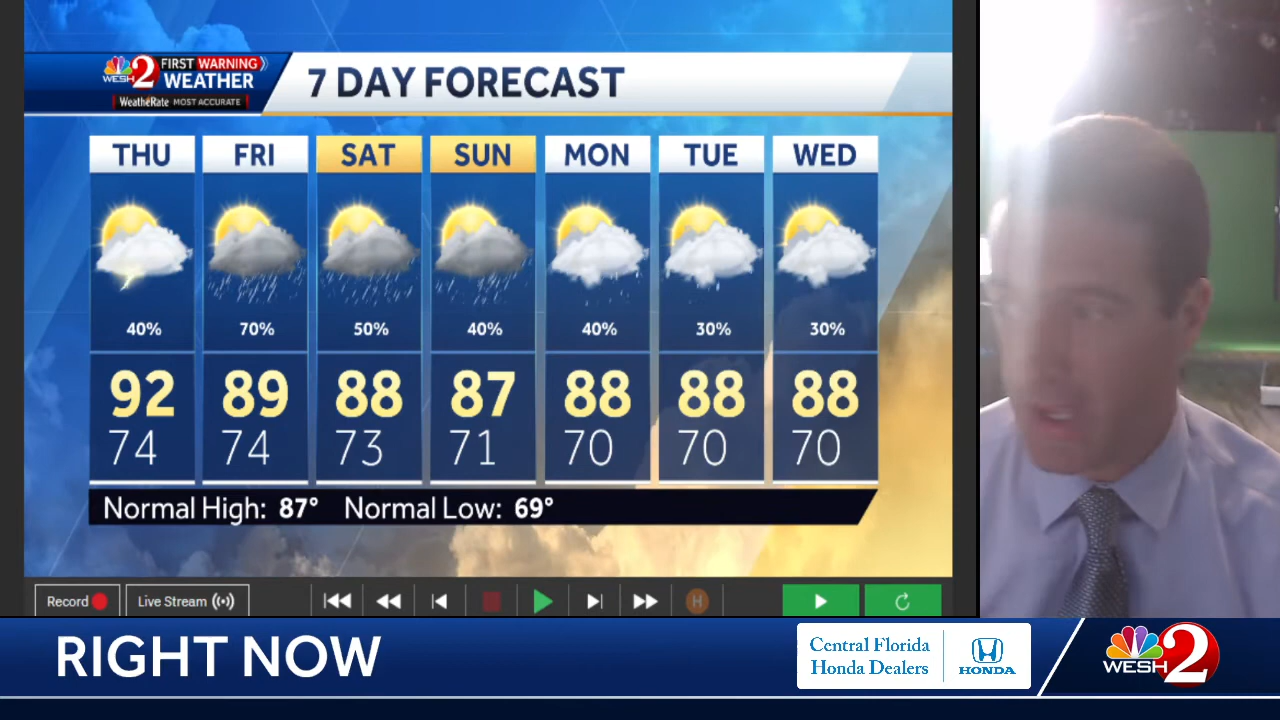 WESH 2 FIRST WARNING
WEATHER
WeatheRate MOST ACCURATE
7 DAY FORECAST
THU FRI SAT SUN MON TUE WED
40% 70% 50% 40% 40% 30% 30%
92 89 88 87 88 88 88
74 74 73 71 70 70 70
Normal High: 87° Normal Low: 69°
Record Live Stream H
RIGHT NOW
Central Florida
Honda Dealers
HONDA
WESH 2